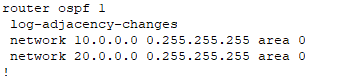 router ospf 1
 log-adjacency-changes
 network 10.0.0.0 0.255.255.255 area 0
 network 20.0.0.0 0.255.255.255 area 0
!